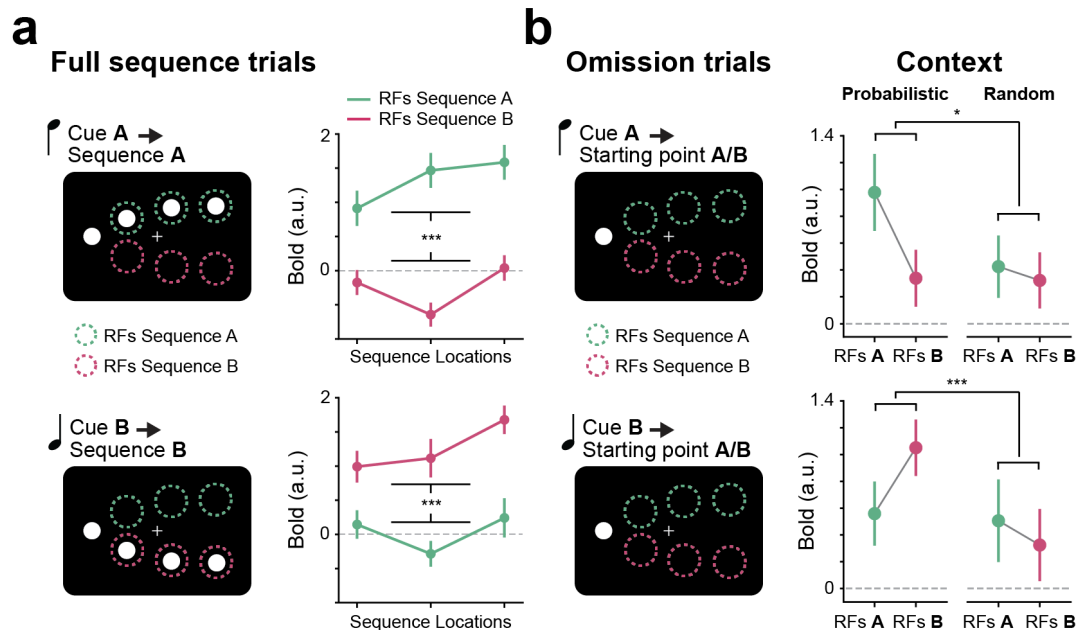 a
Full sequence trials
RFs Sequence A
RFs Sequence B
Cue A
Sequence A
2
0
Bold (a.u.)
***
Sequence Locations
RFs Sequence A
RFs Sequence B
Cue B
Sequence B
2
0
Bold (a.u.)
***
Sequence Locations
b
Omission trials
Context
Probabilistic
Random
Cue A
Starting point A/B
*
1.4
0
Bold (a.u.)
RFs A
RFs B
RFs A
RFs B
RFs Sequence A
RFs Sequence B
Cue B
Starting point A/B
***
1.4
0
Bold (a.u.)
RFs A
RFs B
RFs A
RFs B